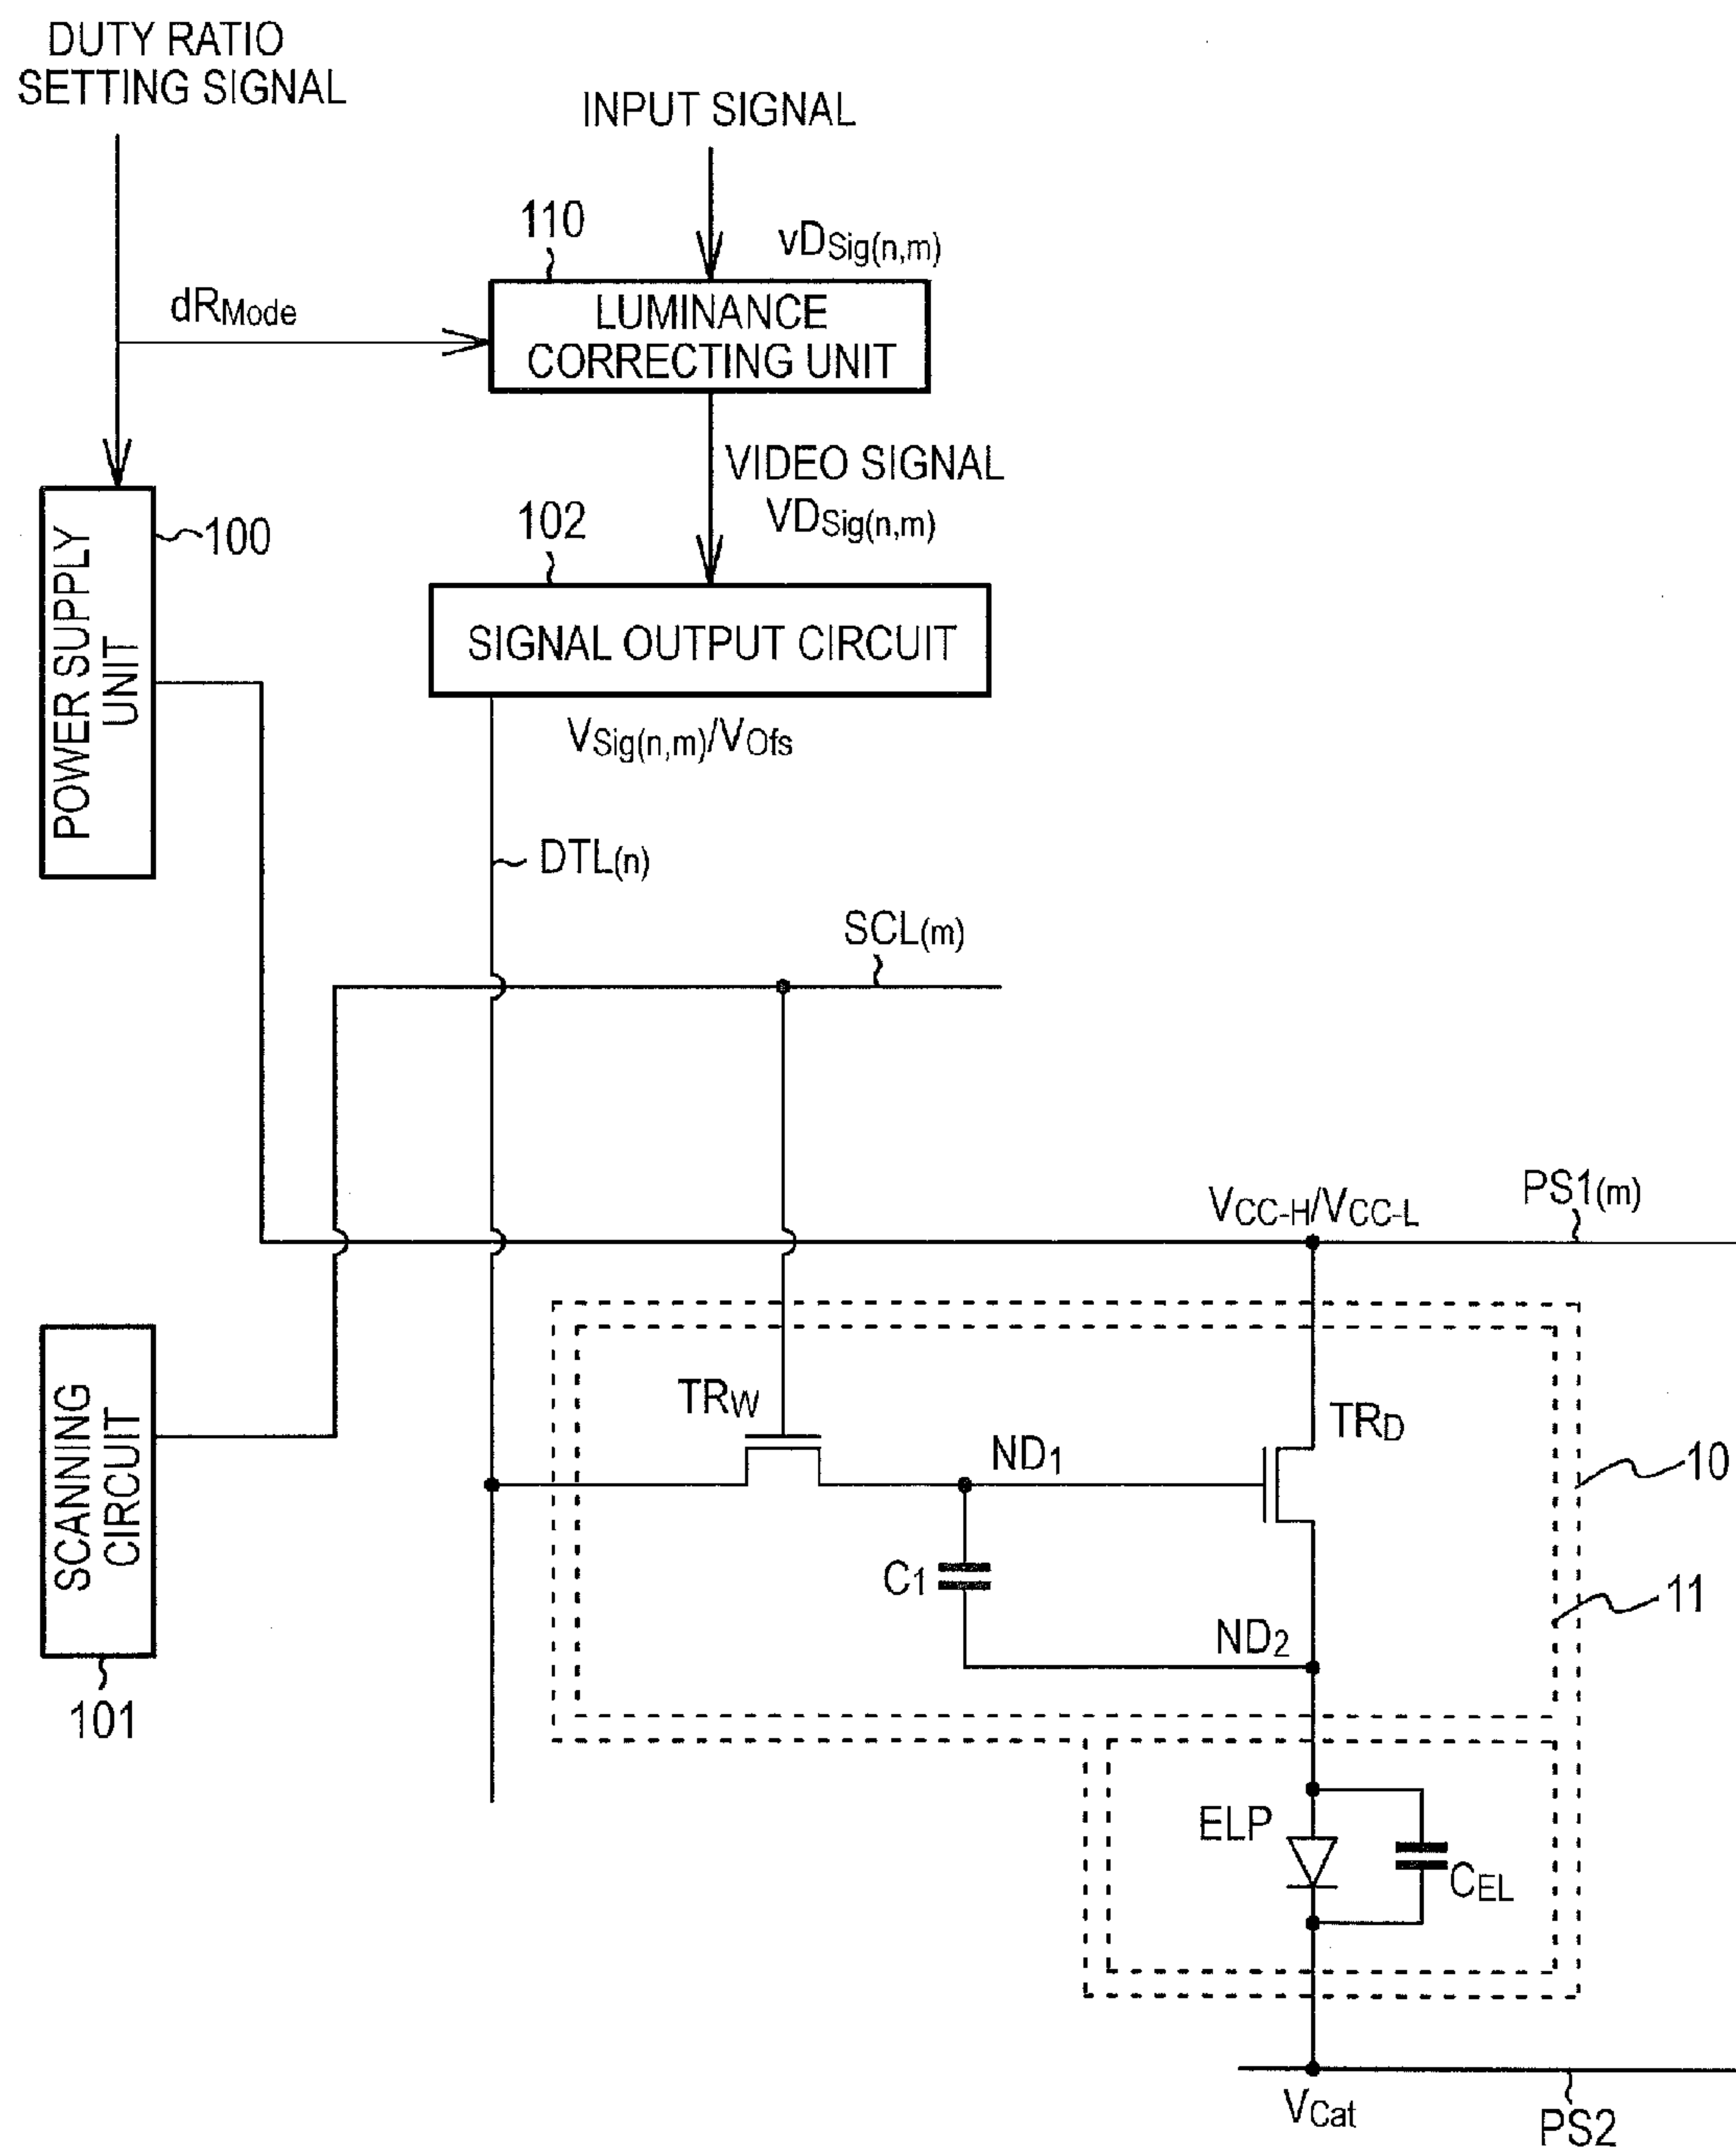 DUTY RATIO
SETTING SIGNAL
INPUT SIGNAL
110
vDSig(n,m)
dRMode
LUMINANCE
CORRECTING UNIT
VIDEO SIGNAL
VDSig(n,m)
102
100
POWER SUPPLY
UNIT
SIGNAL OUTPUT CIRCUIT
VSig(n,m)/VOfs
DTL(n)
SCL(m)
PS1(m)
VCC-H/VCC-L
SCANNING
CIRCUIT
101
TRW
TRD
ND1
10
C1
11
ND2
ELP
CEL
VCat
PS2